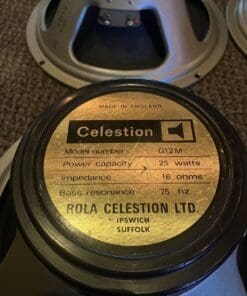 MADE IN ENGLAND
Celestion
Model number G12M
Power capacity 25 watts
Impedance 16 ohms
Bass resonance 75 hz
ROLA CELESTION LTD.
IPSWICH
SUFFOLK